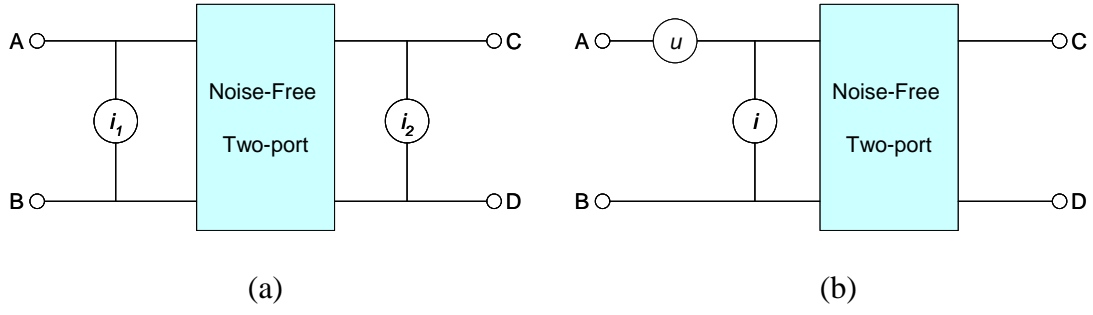 A
C
A
u
C
Noise-Free
Two-port
i1
i2
i
Noise-Free
Two-port
B
D
B
D
(a)
(b)